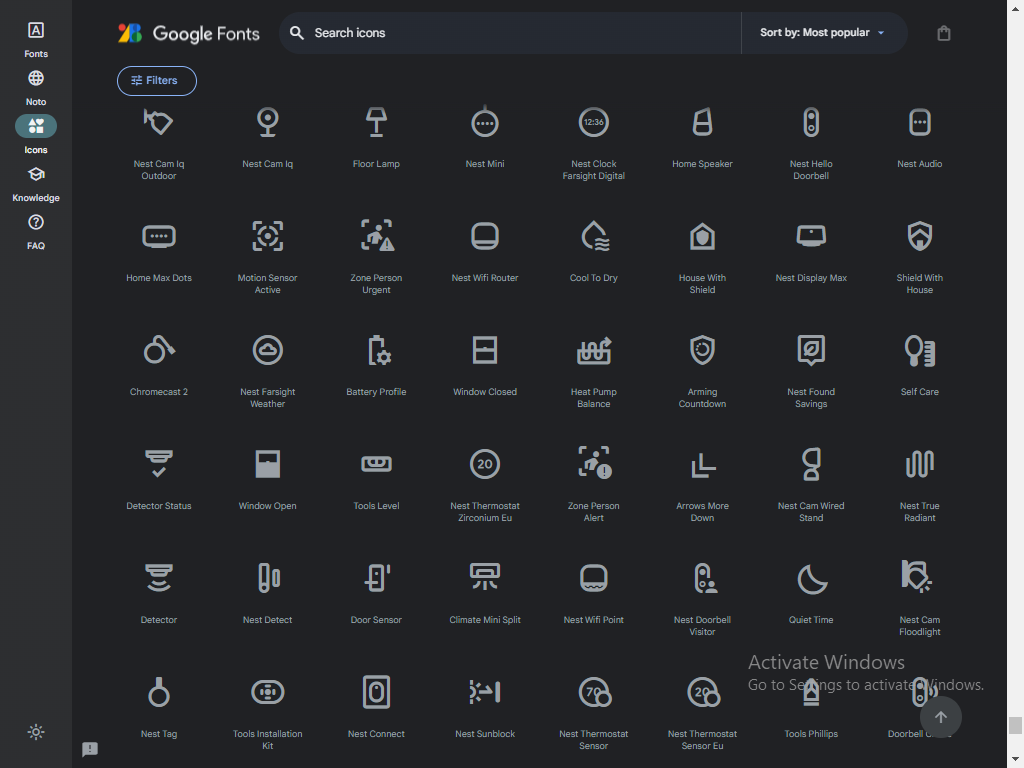 Google Fonts
Search icons
Sort by: Most popular
Fonts
Noto
Icons
Knowledge
FAQ
Filters
Nest Cam Iq Outdoor
Nest Cam Iq
Floor Lamp
Nest Mini
12:36
Nest Clock Farsight Digital
Home Speaker
Nest Hello Doorbell
Nest Audio
Home Max Dots
Motion Sensor Active
Zone Person Urgent
Nest Wifi Router
Cool To Dry
House With Shield
Nest Display Max
Shield With House
Chromecast 2
Nest Farsight Weather
Battery Profile
Window Closed
Heat Pump Balance
Arming Countdown
Nest Found Savings
Self Care
Detector Status
Window Open
Tools Level
20
Nest Thermostat Zirconium Eu
Zone Person Alert
Arrows More Down
Nest Cam Wired Stand
Nest True Radiant
Detector
Nest Detect
Door Sensor
Climate Mini Split
Nest Wifi Point
Nest Doorbell Visitor
Quiet Time
Nest Cam Floodlight
Nest Tag
Tools Installation Kit
Nest Connect
Nest Sunblock
70
Nest Thermostat Sensor
20
Nest Thermostat Sensor Eu
Tools Phillips
Doorbell
Activate Windows
Go to Settings to activate Windows.